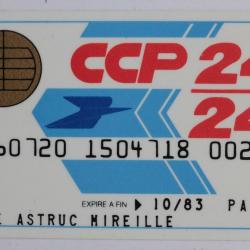 CCP 24
24
60720 1504718 002
EXPIRE A FIN ▶ 10/83 PA
ASTRUC MIREILLE